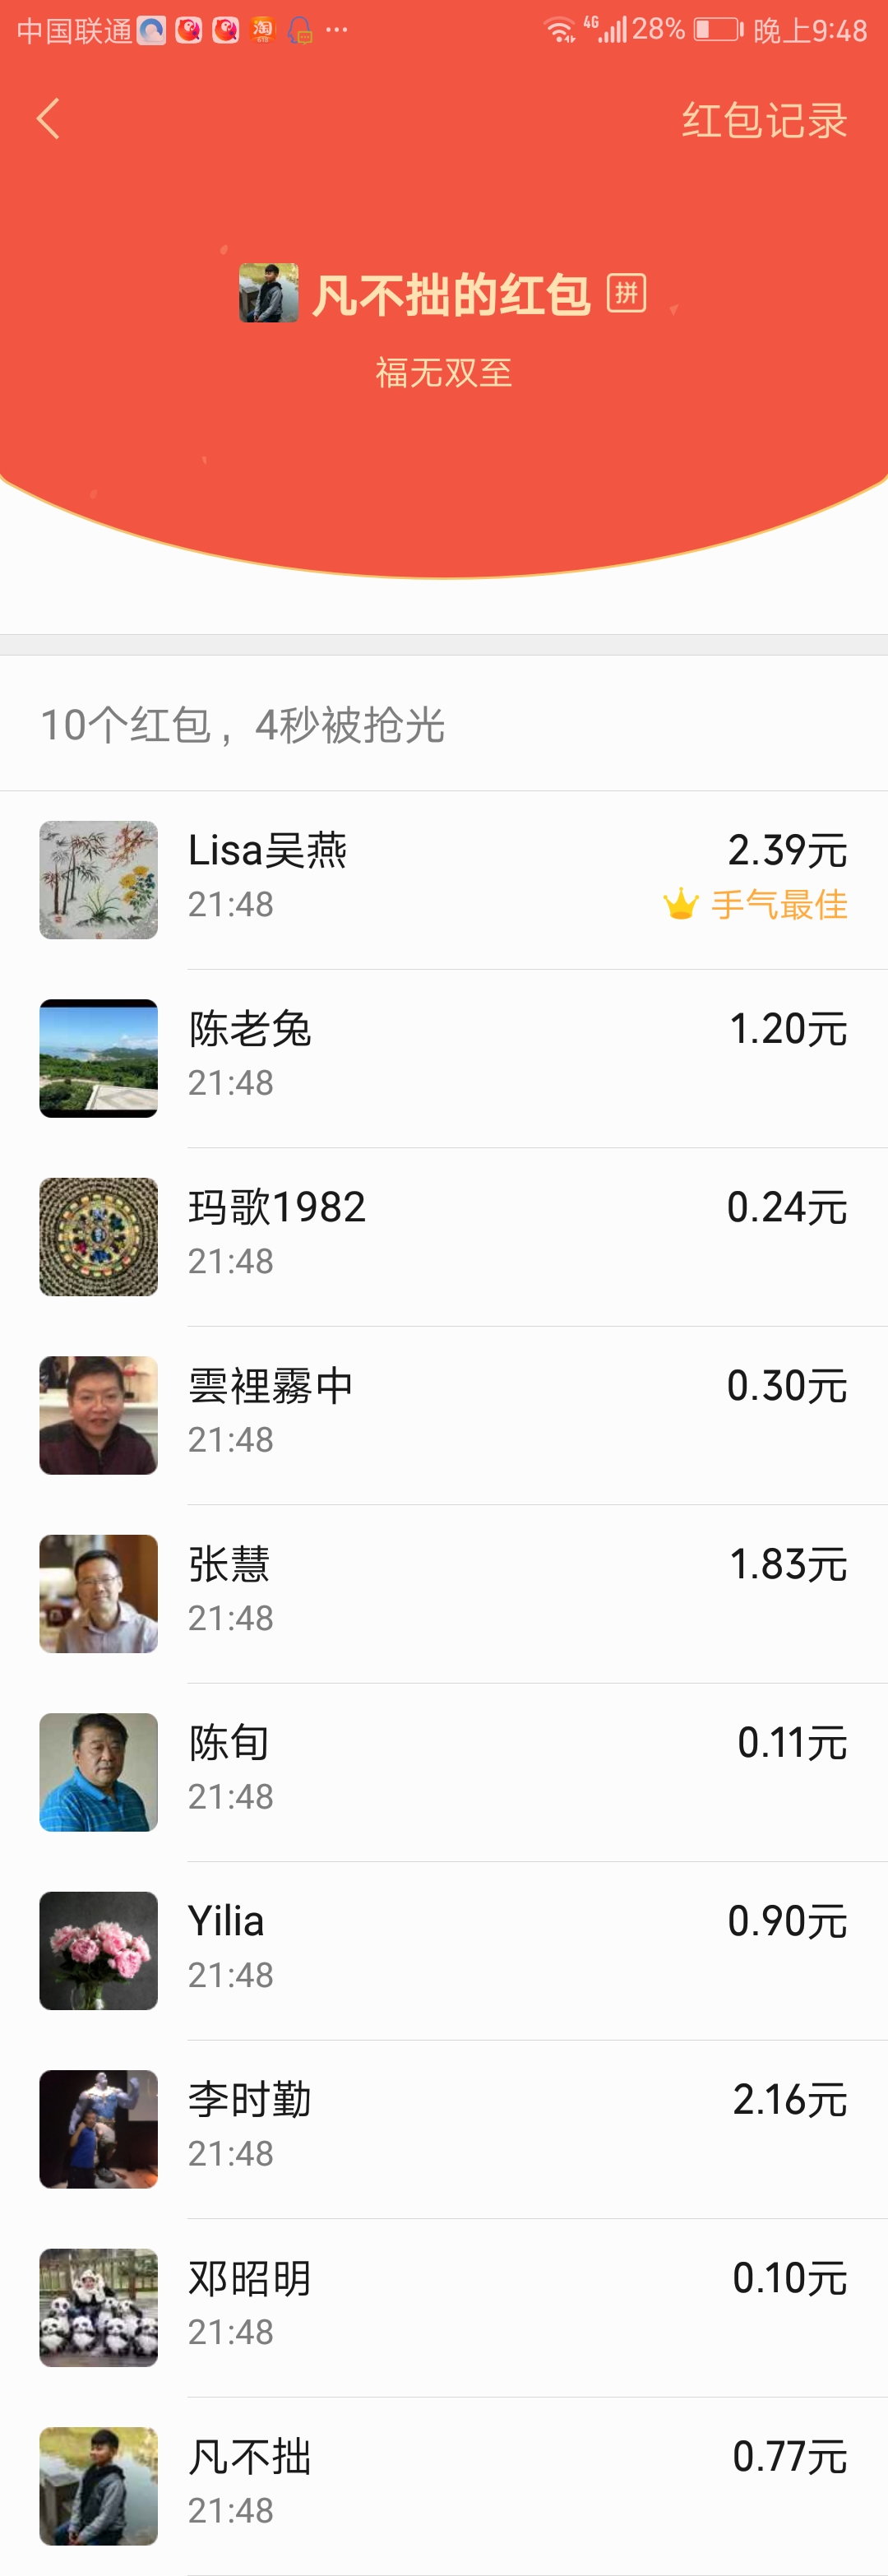 中国联通 淘 ... 4G 28% 晚上9:48
红包记录
凡不拙的红包 拼
福无双至
10个红包，4秒被抢光
Lisa吴燕 2.39元
21:48 手气最佳
陈老兔 1.20元
21:48
玛歌1982 0.24元
21:48
雲裡霧中 0.30元
21:48
张慧 1.83元
21:48
陈旬 0.11元
21:48
Yilia 0.90元
21:48
李时勤 2.16元
21:48
邓昭明 0.10元
21:48
凡不拙 0.77元
21:48